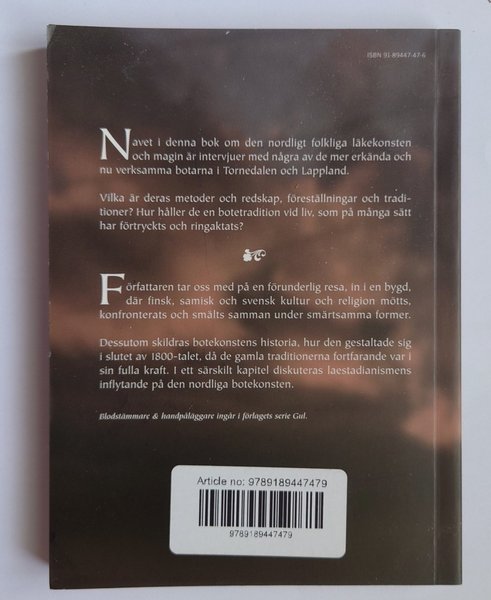 ISBN 91-89447-47-6
Navet i denna bok om den nordligt folkliga läkekonsten
och magin är intervjuer med några av de mer erkända och
nu verksamma botarna i Tornedalen och Lappland.
Vilka är deras metoder och redskap, föreställningar och tradi-
tioner? Hur håller de en botetradition vid liv, som på många sätt
har förtryckts och ringaktats?
Författaren tar oss med på en förunderlig resa, in i en bygd,
där finsk, samisk och svensk kultur och religion mötts,
konfronterats och smälts samman under smärtsamma former.
Dessutom skildras botekonstens historia, hur den gestaltade sig
i slutet av 1800-talet, då de gamla traditionerna fortfarande var i
sin fulla kraft. I ett särskilt kapitel diskuteras laestadianismens
inflytande på den nordliga botekonsten.
Blodstämmare & handpåläggare ingår i förlagets serie Gul.
Article no: 9789189447479
9789189447479